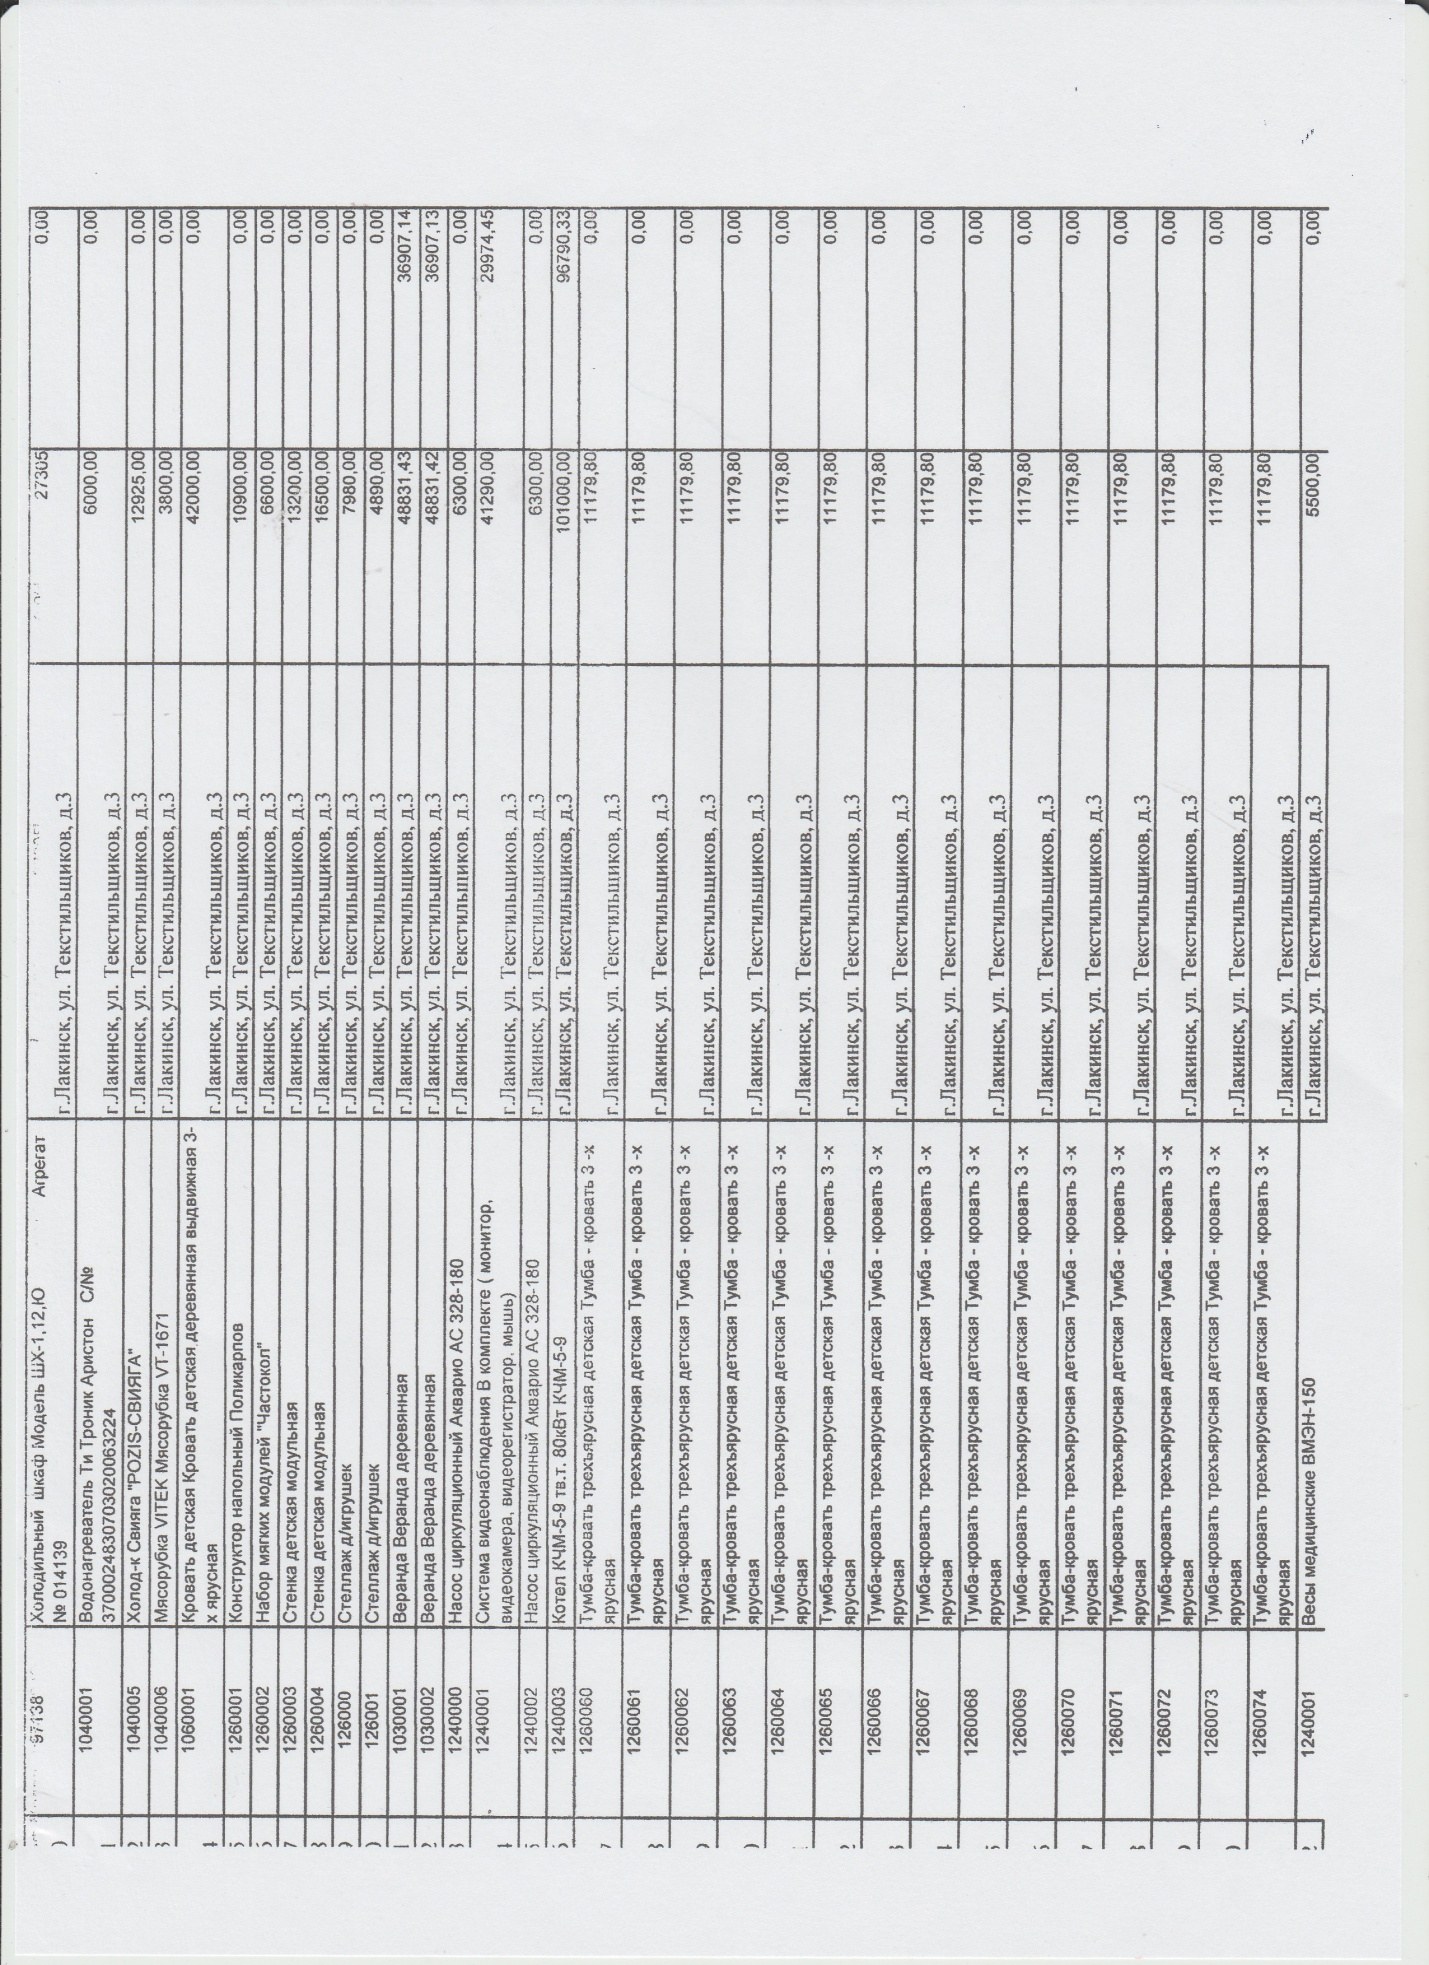 97138 Холодильный шкаф Модель ШХ-1,12,Ю Агрегат 27305 0,00
№ 014139 г.Лакинск, ул. Текстильщиков, д.3
1040001 Водонагреватель Ти Троник Аристон С/№ 6000,00 0,00
3700024830703020063224 г.Лакинск, ул. Текстильщиков, д.3
1040005 Холод-к Свияга "POZIS-СВИЯГА" г.Лакинск, ул. Текстильщиков, д.3 12925,00 0,00
1040006 Мясорубка VITEK Мясорубка VT-1671 г.Лакинск, ул. Текстильщиков, д.3 3800,00 0,00
1060001 Кровать детская Кровать детская деревянная выдвижная 3- 42000,00 0,00
х ярусная г.Лакинск, ул. Текстильщиков, д.3
1260001 Конструктор напольный Поликарпов г.Лакинск, ул. Текстильщиков, д.3 10900,00 0,00
1260002 Набор мягких модулей "Частокол" г.Лакинск, ул. Текстильщиков, д.3 6600,00 0,00
1260003 Стенка детская модульная г.Лакинск, ул. Текстильщиков, д.3 13200,00 0,00
1260004 Стенка детская модульная г.Лакинск, ул. Текстильщиков, д.3 16500,00 0,00
126000 Стеллаж д/игрушек г.Лакинск, ул. Текстильщиков, д.3 7980,00 0,00
126001 Стеллаж д/игрушек г.Лакинск, ул. Текстильщиков, д.3 4890,00 0,00
1030001 Веранда Веранда деревянная г.Лакинск, ул. Текстильщиков, д.3 48831,43 36907,14
1030002 Веранда Веранда деревянная г.Лакинск, ул. Текстильщиков, д.3 48831,42 36907,13
1240000 Насос циркуляционный Акварио АС 328-180 г.Лакинск, ул. Текстильщиков, д.3 6300,00 0,00
1240001 Система видеонаблюдения В комплекте ( монитор, 41290,00 29974,45
видеокамера, видеорегистратор, мышь) г.Лакинск, ул. Текстильщиков, д.3
1240002 Насос циркуляционный Акварио АС 328-180 г.Лакинск, ул. Текстильщиков, д.3 6300,00 0,00
1240003 Котел КЧМ-5-9 тв.т. 80кВт КЧМ-5-9 г.Лакинск, ул. Текстильщиков, д.3 101000,00 96790,33
1260060 Тумба-кровать трехъярусная детская Тумба - кровать 3 -х 11179,80 0,00
ярусная г.Лакинск, ул. Текстильщиков, д.3
1260061 Тумба-кровать трехъярусная детская Тумба - кровать 3 -х 11179,80 0,00
ярусная г.Лакинск, ул. Текстильщиков, д.3
1260062 Тумба-кровать трехъярусная детская Тумба - кровать 3 -х 11179,80 0,00
ярусная г.Лакинск, ул. Текстильщиков, д.3
1260063 Тумба-кровать трехъярусная детская Тумба - кровать 3 -х 11179,80 0,00
ярусная г.Лакинск, ул. Текстильщиков, д.3
1260064 Тумба-кровать трехъярусная детская Тумба - кровать 3 -х 11179,80 0,00
ярусная г.Лакинск, ул. Текстильщиков, д.3
1260065 Тумба-кровать трехъярусная детская Тумба - кровать 3 -х 11179,80 0,00
ярусная г.Лакинск, ул. Текстильщиков, д.3
1260066 Тумба-кровать трехъярусная детская Тумба - кровать 3 -х 11179,80 0,00
ярусная г.Лакинск, ул. Текстильщиков, д.3
1260067 Тумба-кровать трехъярусная детская Тумба - кровать 3 -х 11179,80 0,00
ярусная г.Лакинск, ул. Текстильщиков, д.3
1260068 Тумба-кровать трехъярусная детская Тумба - кровать 3 -х 11179,80 0,00
ярусная г.Лакинск, ул. Текстильщиков, д.3
1260069 Тумба-кровать трехъярусная детская Тумба - кровать 3 -х 11179,80 0,00
ярусная г.Лакинск, ул. Текстильщиков, д.3
1260070 Тумба-кровать трехъярусная детская Тумба - кровать 3 -х 11179,80 0,00
ярусная г.Лакинск, ул. Текстильщиков, д.3
1260071 Тумба-кровать трехъярусная детская Тумба - кровать 3 -х 11179,80 0,00
ярусная г.Лакинск, ул. Текстильщиков, д.3
1260072 Тумба-кровать трехъярусная детская Тумба - кровать 3 -х 11179,80 0,00
ярусная г.Лакинск, ул. Текстильщиков, д.3
1260073 Тумба-кровать трехъярусная детская Тумба - кровать 3 -х 11179,80 0,00
ярусная г.Лакинск, ул. Текстильщиков, д.3
1260074 Тумба-кровать трехъярусная детская Тумба - кровать 3 -х 11179,80 0,00
ярусная г.Лакинск, ул. Текстильщиков, д.3
1240001 Весы медицинские ВМЭН-150 г.Лакинск, ул. Текстильщиков, д.3 5500,00 0,00